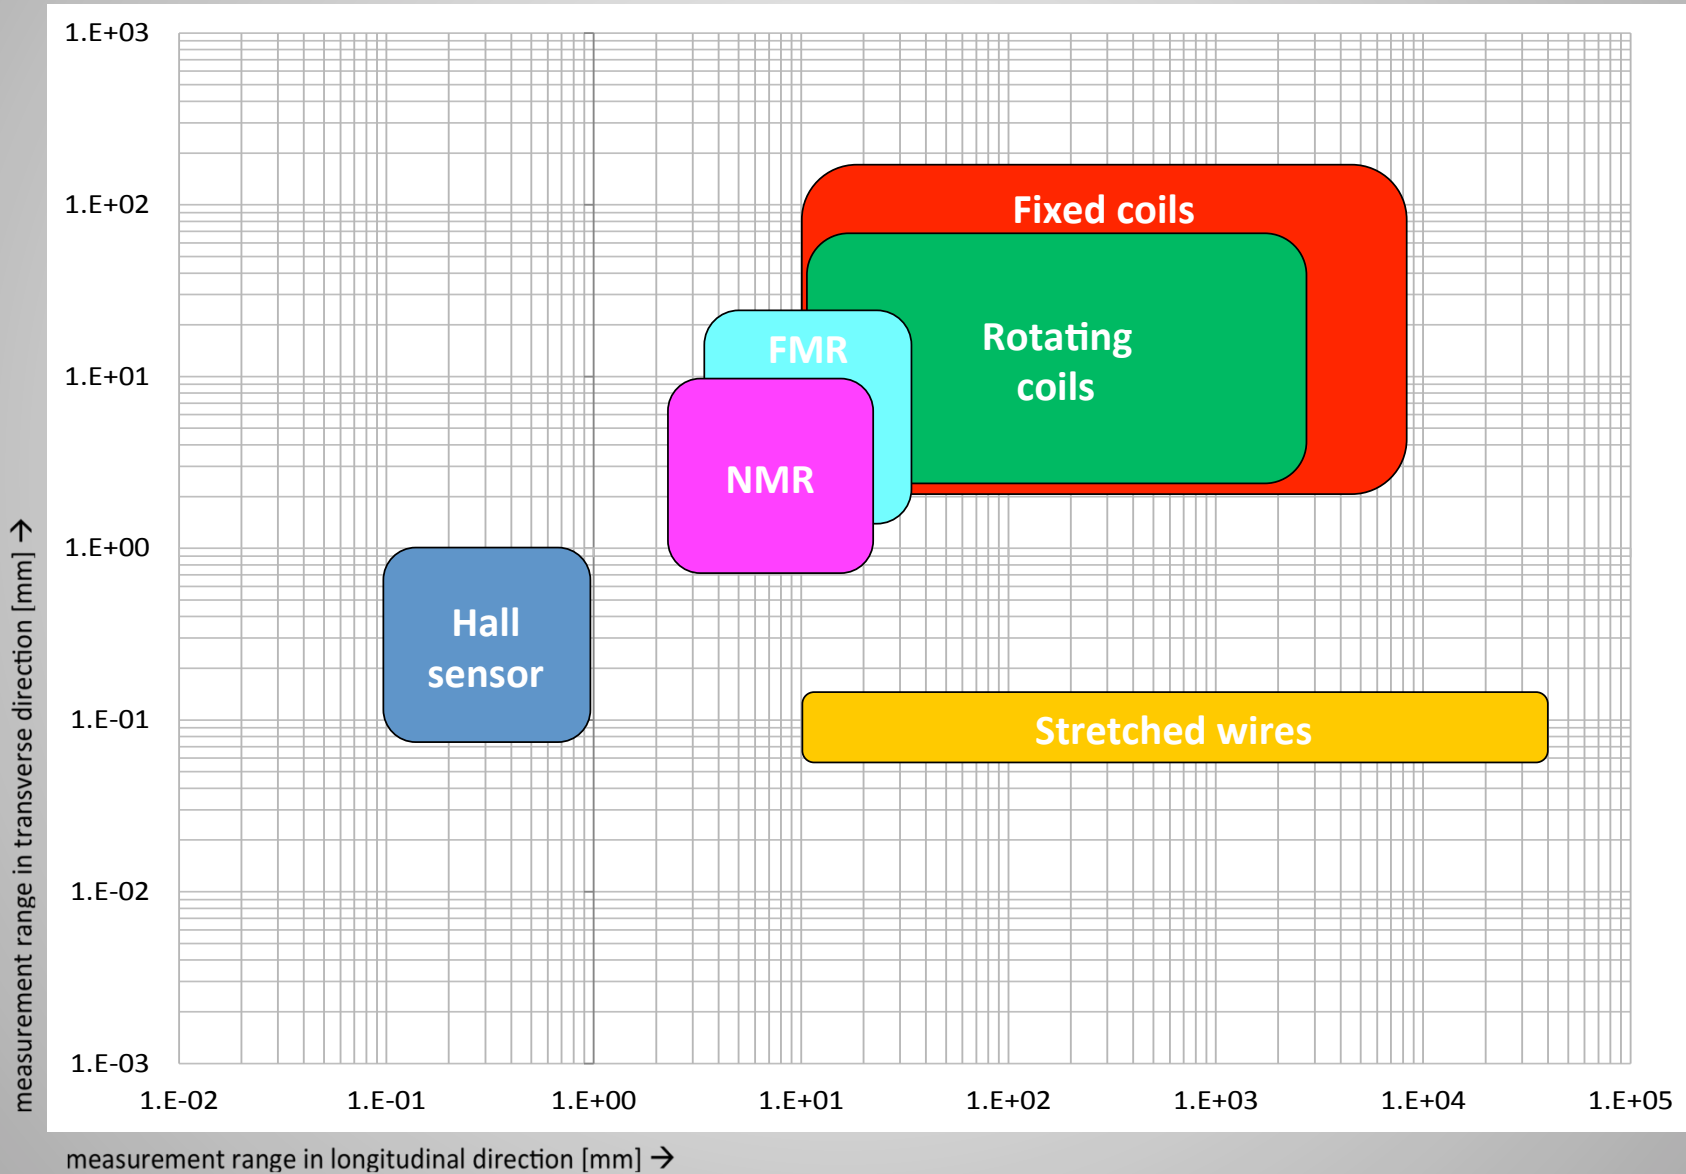 1.E+03
1.E+02
1.E+01
1.E+00
1.E-01
1.E-02
1.E-03
Fixed coils
Rotating
coils
FMR
NMR
Hall
sensor
Stretched wires
1.E-02 1.E-01 1.E+00 1.E+01 1.E+02 1.E+03 1.E+04 1.E+05
measurement range in transverse direction [mm] →
measurement range in longitudinal direction [mm] →